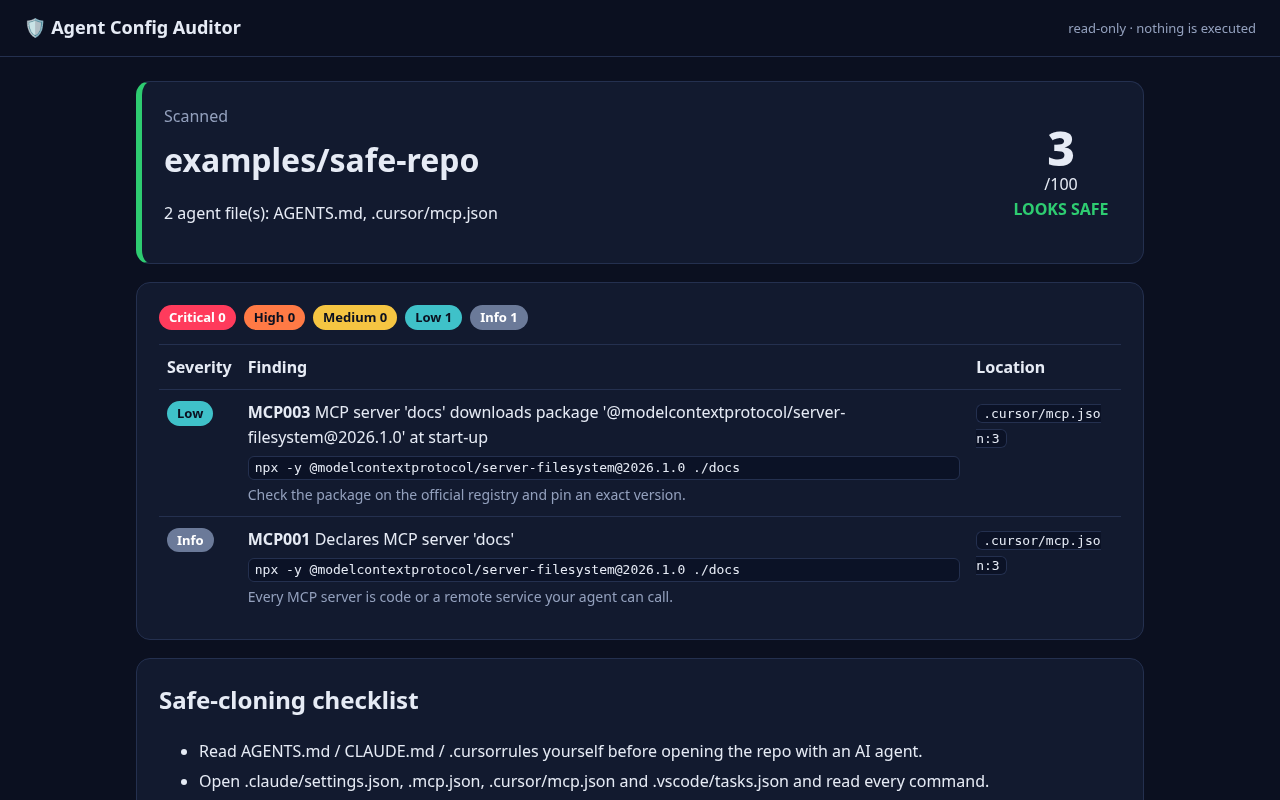 🛡️ Agent Config Auditor
read-only · nothing is executed
Scanned
examples/safe-repo
2 agent file(s): AGENTS.md, .cursor/mcp.json
3
/100
LOOKS SAFE
Critical 0 High 0 Medium 0 Low 1 Info 1
Severity Finding Location
Low
MCP003 MCP server 'docs' downloads package '@modelcontextprotocol/server-
filesystem@2026.1.0' at start-up
npx -y @modelcontextprotocol/server-filesystem@2026.1.0 ./docs
Check the package on the official registry and pin an exact version.
.cursor/mcp.jso
n:3
Info
MCP001 Declares MCP server 'docs'
npx -y @modelcontextprotocol/server-filesystem@2026.1.0 ./docs
Every MCP server is code or a remote service your agent can call.
.cursor/mcp.jso
n:3
Safe-cloning checklist
• Read AGENTS.md / CLAUDE.md / .cursorrules yourself before opening the repo with an AI agent.
• Open .claude/settings.json, .mcp.json, .cursor/mcp.json and .vscode/tasks.json and read every command.